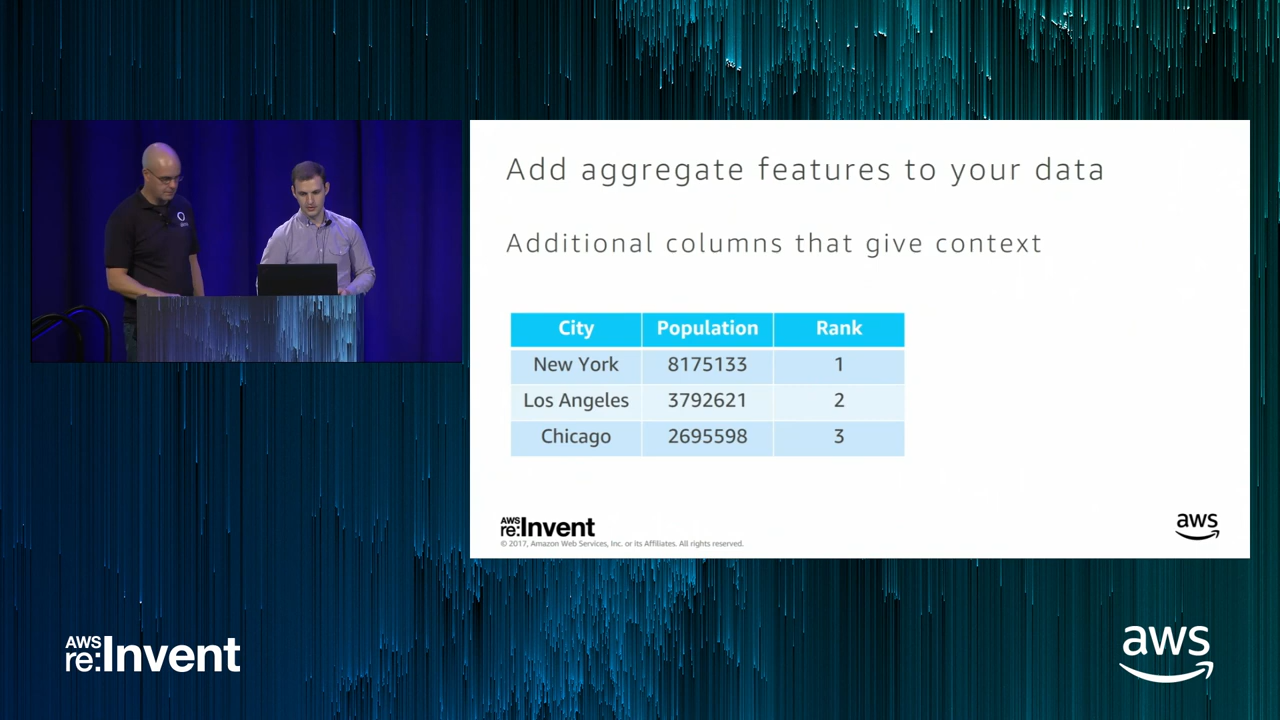 Add aggregate features to your data
Additional columns that give context
City Population Rank
New York 8175133 1
Los Angeles 3792621 2
Chicago 2695598 3
AWS
re:Invent
© 2017, Amazon Web Services, Inc. or its Affiliates. All rights reserved.
aws
AWS
re:Invent
aws